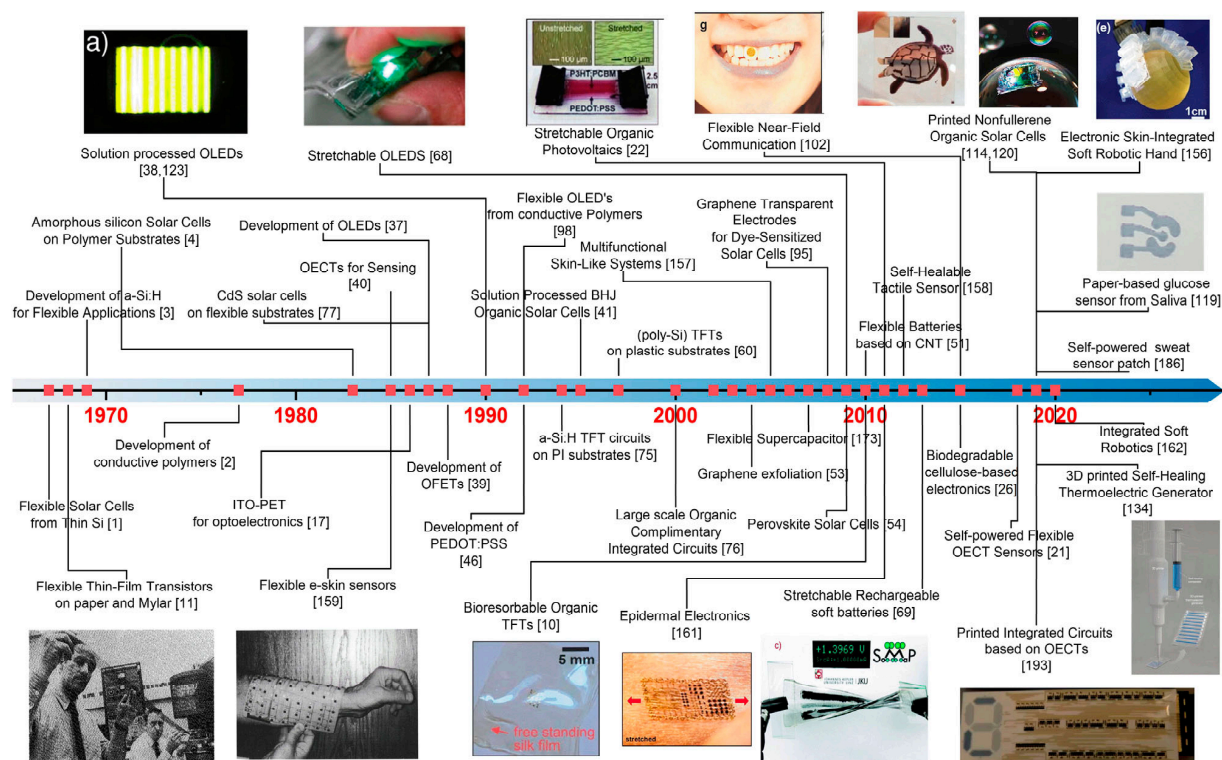 a)
Unstretched
Stretched
100 µm
100 µm
P3HT:PCBM
2.5
cm
PEDOT:PSS
g
(e)
1cm
Solution processed OLEDs
[38,123]
Stretchable OLEDS [68]
Stretchable Organic
Photovoltaics [22]
Flexible Near-Field
Communication [102]
Printed Nonfullerene
Organic Solar Cells
[114,120]
Electronic Skin-Integrated
Soft Robotic Hand [156]
Amorphous silicon Solar Cells
on Polymer Substrates [4]
Development of OLEDs [37]
Flexible OLED's
from conductive Polymers
[98]
Graphene Transparent
Electrodes
for Dye-Sensitized
Solar Cells [95]
Multifunctional
Skin-Like Systems [157]
OECTs for Sensing
[40]
Self-Healable
Tactile Sensor [158]
Development of a-Si:H
for Flexible Applications [3]
CdS solar cells
on flexible substrates [77]
Solution Processed BHJ
Organic Solar Cells [41]
Paper-based glucose
sensor from Saliva [119]
(poly-Si) TFTs
on plastic substrates [60]
Flexible Batteries
based on CNT [51]
Self-powered sweat
sensor patch [186]
1970
1980
1990
2000
2010
2020
Development of
conductive polymers [2]
a-Si:H TFT circuits
on PI substrates [75]
Flexible Supercapacitor [173]
Integrated Soft
Robotics [162]
Development of
OFETs [39]
Graphene exfoliation [53]
Biodegradable
cellulose-based
electronics [26]
3D printed Self-Healing
Thermoelectric Generator
[134]
Flexible Solar Cells
from Thin Si [1]
ITO-PET
for optoelectronics [17]
Development of
PEDOT:PSS
[46]
Large scale Organic
Complimentary
Integrated Circuits [76]
Perovskite Solar Cells [54]
Self-powered Flexible
OECT Sensors [21]
Flexible Thin-Film Transistors
on paper and Mylar [11]
Flexible e-skin sensors
[159]
Bioresorbable Organic
TFTs [10]
Epidermal Electronics
[161]
Stretchable Rechargeable
soft batteries [69]
Printed Integrated Circuits
based on OECTs
[193]
5 mm
free standing
silk film
stretched
c)
+1.3969 V
SMP
JKU